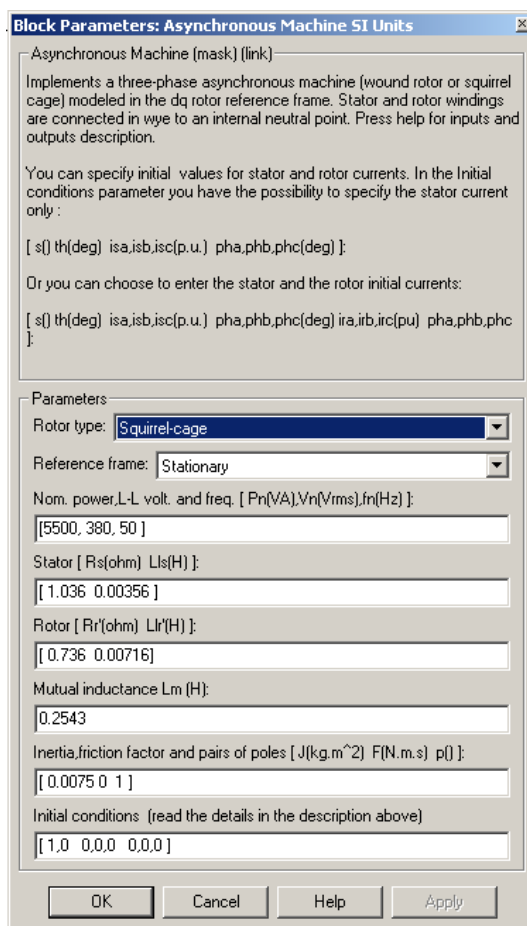 Block Parameters: Asynchronous Machine SI Units
Asynchronous Machine (mask) (link)
Implements a three-phase asynchronous machine (wound rotor or squirrel
cage) modeled in the dq rotor reference frame. Stator and rotor windings
are connected in wye to an internal neutral point. Press help for inputs and
outputs description.
You can specify initial values for stator and rotor currents. In the Initial
conditions parameter you have the possibility to specify the stator current
only :
[ s() th(deg) isa,isb,isc(p.u.) pha,phb,phc(deg) ]:
Or you can choose to enter the stator and the rotor initial currents:
[ s() th(deg) isa,isb,isc(p.u.) pha,phb,phc(deg) ira,irb,irc(pu) pha,phb,phc
]:
Parameters
Rotor type: Squirrel-cage
Reference frame: Stationary
Nom. power,L-L volt. and freq. [ Pn(VA),Vn(Vrms),fn(Hz) ]:
[5500, 380, 50 ]
Stator [ Rs(ohm) Lls(H) ]:
[ 1.036 0.00356 ]
Rotor [ Rr'(ohm) Llr'(H) ]:
[ 0.736 0.00716]
Mutual inductance Lm (H):
0.2543
Inertia,friction factor and pairs of poles [ J(kg.m^2) F(N.m.s) p() ]:
[ 0.0075 0 1 ]
Initial conditions (read the details in the description above)
[ 1,0 0,0,0 0,0,0 ]
OK Cancel Help Apply